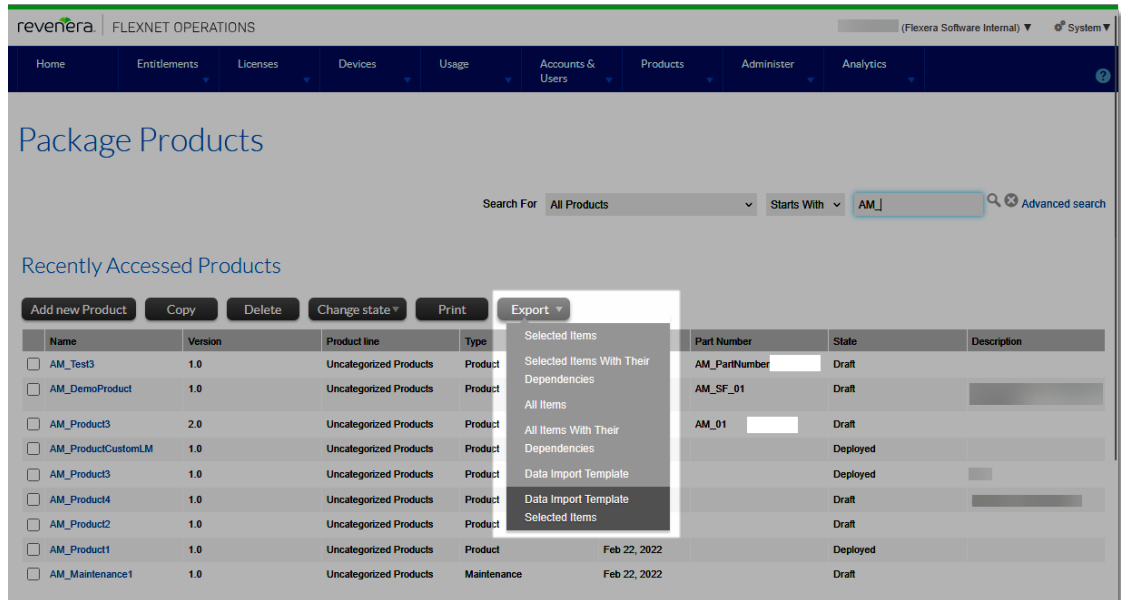 revenera. FLEXNET OPERATIONS (Flexera Software Internal) ▼ System▼
Home Entitlements Licenses Devices Usage Accounts & Users Products Administer Analytics ?
Package Products
Search For All Products Starts With AM_ Advanced search
Recently Accessed Products
Add new Product Copy Delete Change state▼ Print Export ▼
Name Version Product line Type Part Number State Description
Selected Items
Selected Items With Their
Dependencies
All Items
All Items With Their
Dependencies
Data Import Template
Data Import Template
Selected Items
AM_Test3 1.0 Uncategorized Products Product AM_PartNumber Draft
AM_DemoProduct 1.0 Uncategorized Products Product AM_SF_01 Draft
AM_Product3 2.0 Uncategorized Products Product AM_01 Draft
AM_ProductCustomLM 1.0 Uncategorized Products Product Deployed
AM_Product3 1.0 Uncategorized Products Product Deployed
AM_Product4 1.0 Uncategorized Products Product Draft
AM_Product2 1.0 Uncategorized Products Product Draft
AM_Product1 1.0 Uncategorized Products Product Feb 22, 2022 Deployed
AM_Maintenance1 1.0 Uncategorized Products Maintenance Feb 22, 2022 Draft